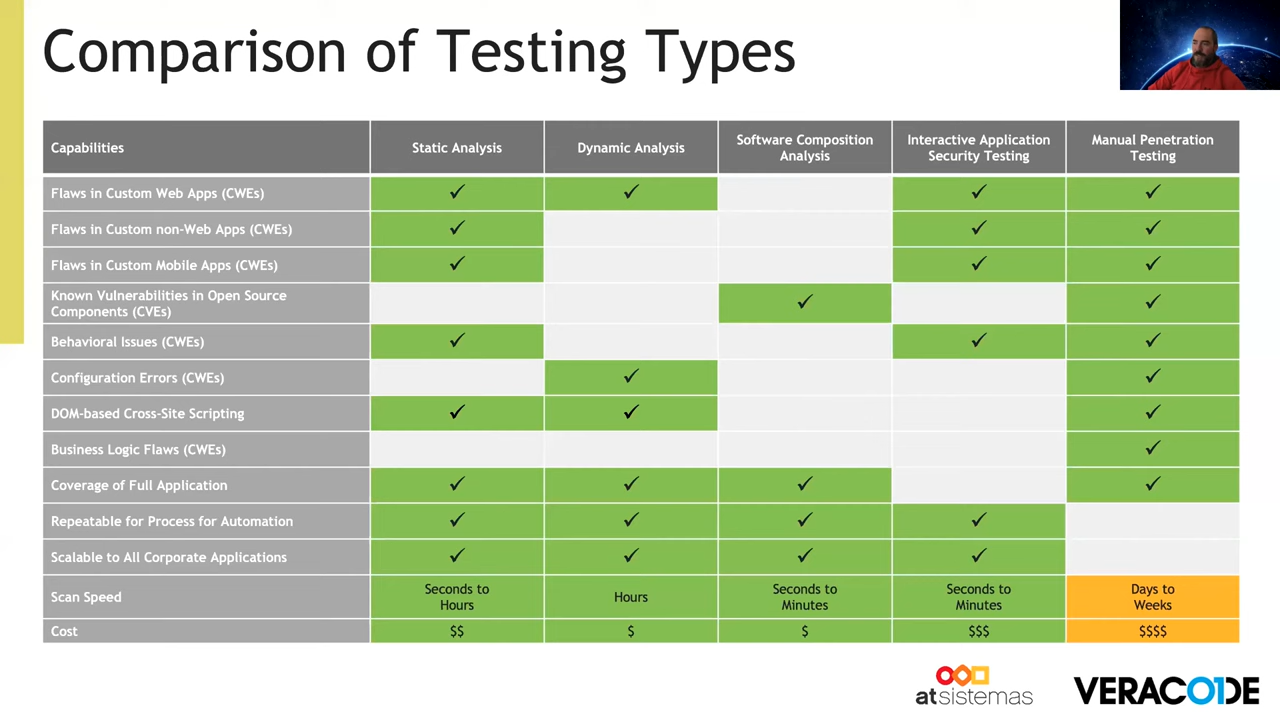 Comparison of Testing Types
Capabilities
Static Analysis
Dynamic Analysis
Software Composition
Analysis
Interactive Application
Security Testing
Manual Penetration
Testing
Flaws in Custom Web Apps (CWEs) ✓ ✓ ✓ ✓
Flaws in Custom non-Web Apps (CWEs) ✓ ✓ ✓
Flaws in Custom Mobile Apps (CWEs) ✓ ✓ ✓
Known Vulnerabilities in Open Source
Components (CVEs) ✓ ✓
Behavioral Issues (CWEs) ✓ ✓ ✓
Configuration Errors (CWEs) ✓ ✓
DOM-based Cross-Site Scripting ✓ ✓ ✓
Business Logic Flaws (CWEs) ✓
Coverage of Full Application ✓ ✓ ✓ ✓
Repeatable for Process for Automation ✓ ✓ ✓ ✓
Scalable to All Corporate Applications ✓ ✓ ✓ ✓
Scan Speed
Seconds to
Hours
Hours
Seconds to
Minutes
Seconds to
Minutes
Days to
Weeks
Cost $$ $ $ $$$ $$$$
atsistemas
VERACODE